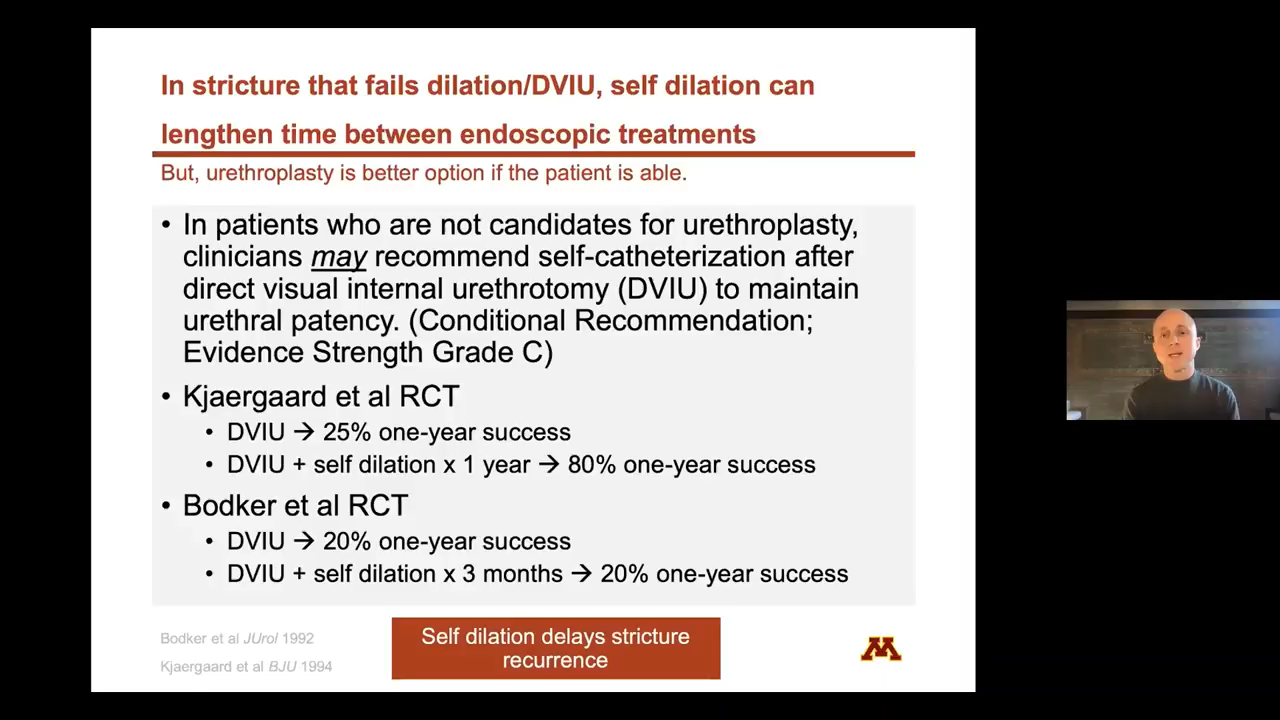 In stricture that fails dilation/DVIU, self dilation can
lengthen time between endoscopic treatments
But, urethroplasty is better option if the patient is able.
• In patients who are not candidates for urethroplasty,
clinicians may recommend self-catheterization after
direct visual internal urethrotomy (DVIU) to maintain
urethral patency. (Conditional Recommendation;
Evidence Strength Grade C)
• Kjaergaard et al RCT
• DVIU → 25% one-year success
• DVIU + self dilation x 1 year → 80% one-year success
• Bodker et al RCT
• DVIU → 20% one-year success
• DVIU + self dilation x 3 months → 20% one-year success
Bodker et al JUrol 1992
Kjaergaard et al BJU 1994
Self dilation delays stricture
recurrence
M